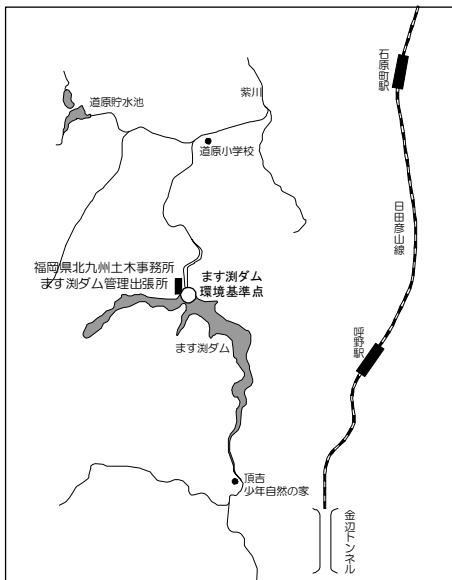 石原町駅
紫川
道原貯水池
道原小学校
日田彦山線
福岡県北九州土木事務所
ます渕ダム管理出張所
ます渕ダム
環境基準点
ます渕ダム
呼野駅
頂吉
少年自然の家
金辺トンネル